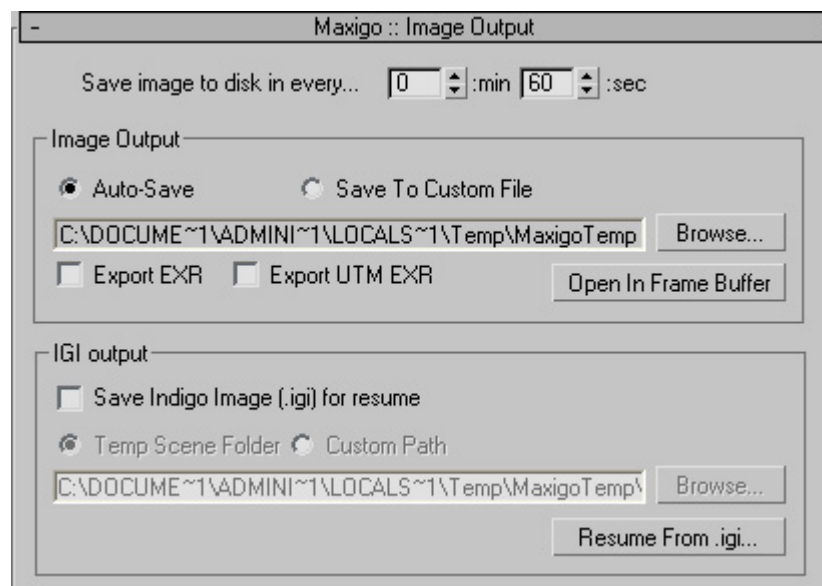 - Maxigo :: Image Output
Save image to disk in every... 0 :min 60 :sec
Image Output
Auto-Save Save To Custom File
C:\DOCUME~1\ADMINI~1\LOCALS~1\Temp\MaxigoTemp Browse...
Export EXR Export UTM EXR Open In Frame Buffer
IGI output
Save Indigo Image (.igi) for resume
Temp Scene Folder Custom Path
C:\DOCUME~1\ADMINI~1\LOCALS~1\Temp\MaxigoTemp\ Browse...
Resume From .igi...